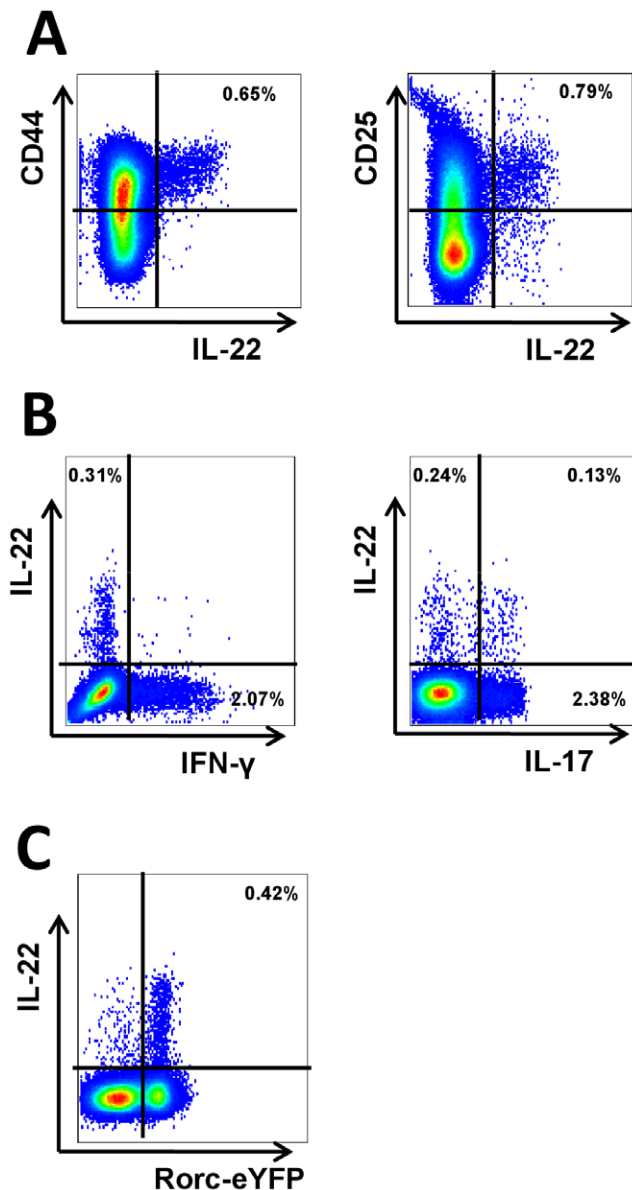 A
CD44
0.65%
IL-22
CD25
0.79%
IL-22
B
IL-22
0.31%
2.07%
IFN-γ
IL-22
0.24%
0.13%
2.38%
IL-17
C
IL-22
0.42%
Rorc-eYFP